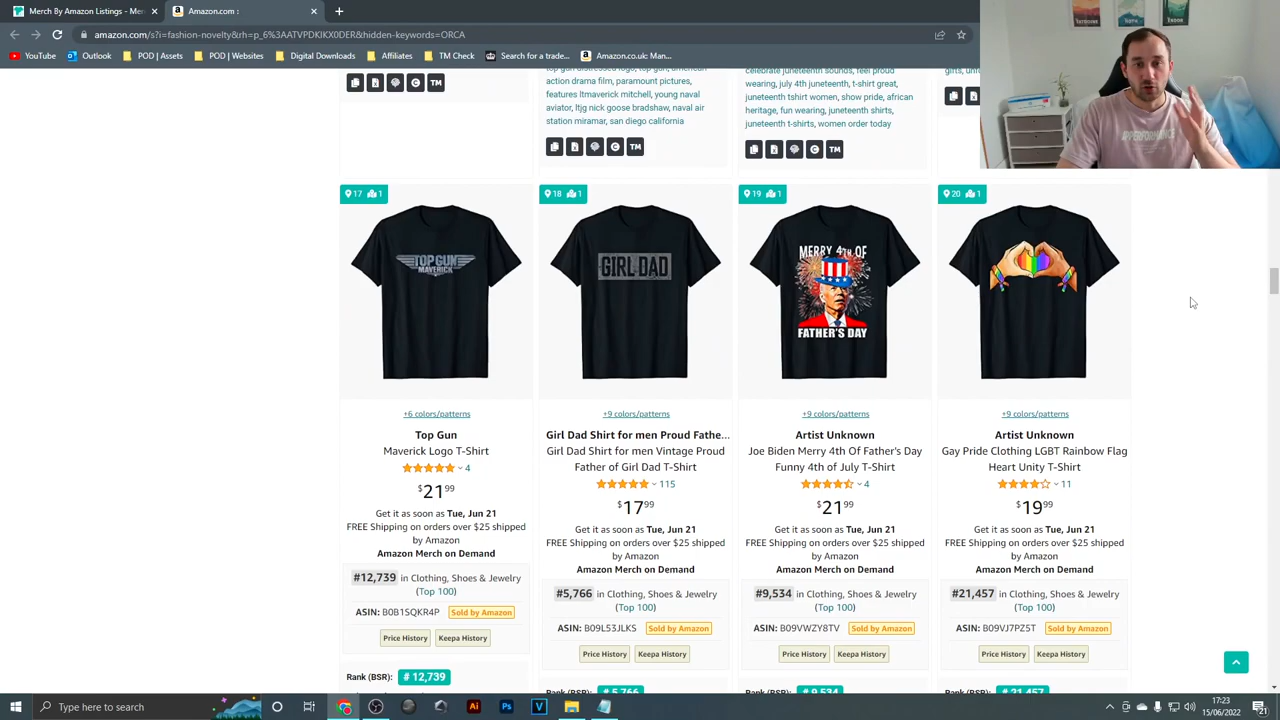 Merch By Amazon Listings - Me
Amazon.com :
amazon.com/s?i=fashion-novelty&rh=p_6%3AATVPDKIKX0DER&hidden-keywords=ORCA
YouTube
Outlook
POD | Assets
POD | Websites
Affiliates
TM Check
Search for a trade...
Amazon.co.uk: Man...
top gun distressed logo, top gun, american
action drama film, paramount pictures,
features ltmaverick mitchell, young naval
aviator, ltjg nick goose bradshaw, naval air
station miramar, san diego california
celebrate juneteenth sounds, feel proud
wearing, july 4th juneteenth, t-shirt great,
juneteenth tshirt women, show pride, african
heritage, fun wearing, juneteenth shirts,
juneteenth t-shirts, women order today
TM
TM
TM
17 1
18 1
19 1
20 1
TOP GUN
MAVERICK
GIRL DAD
MERRY 4TH OF
FATHER'S DAY
+6 colors/patterns
+9 colors/patterns
+9 colors/patterns
+9 colors/patterns
Top Gun
Maverick Logo T-Shirt
4
$21 99
Get it as soon as Tue, Jun 21
FREE Shipping on orders over $25 shipped
by Amazon
Amazon Merch on Demand
#12,739 in Clothing, Shoes & Jewelry
(Top 100)
ASIN: B0B1SQKR4P Sold by Amazon
Price History Keepa History
Rank (BSR): # 12,739
Girl Dad Shirt for men Proud Fathe...
Girl Dad Shirt for men Vintage Proud
Father of Girl Dad T-Shirt
115
$17 99
Get it as soon as Tue, Jun 21
FREE Shipping on orders over $25 shipped
by Amazon
Amazon Merch on Demand
#5,766 in Clothing, Shoes & Jewelry
(Top 100)
ASIN: B09L53JLKS Sold by Amazon
Price History Keepa History
Rank (BSR): # 5,766
Artist Unknown
Joe Biden Merry 4th Of Father's Day
Funny 4th of July T-Shirt
4
$21 99
Get it as soon as Tue, Jun 21
FREE Shipping on orders over $25 shipped
by Amazon
Amazon Merch on Demand
#9,534 in Clothing, Shoes & Jewelry
(Top 100)
ASIN: B09VWZY8TV Sold by Amazon
Price History Keepa History
Rank (BSR): # 9,534
Artist Unknown
Gay Pride Clothing LGBT Rainbow Flag
Heart Unity T-Shirt
11
$19 99
Get it as soon as Tue, Jun 21
FREE Shipping on orders over $25 shipped
by Amazon
Amazon Merch on Demand
#21,457 in Clothing, Shoes & Jewelry
(Top 100)
ASIN: B09VJ7PZ5T Sold by Amazon
Price History Keepa History
Rank (BSR): # 21,457
Type here to search
17:23
15/06/2022